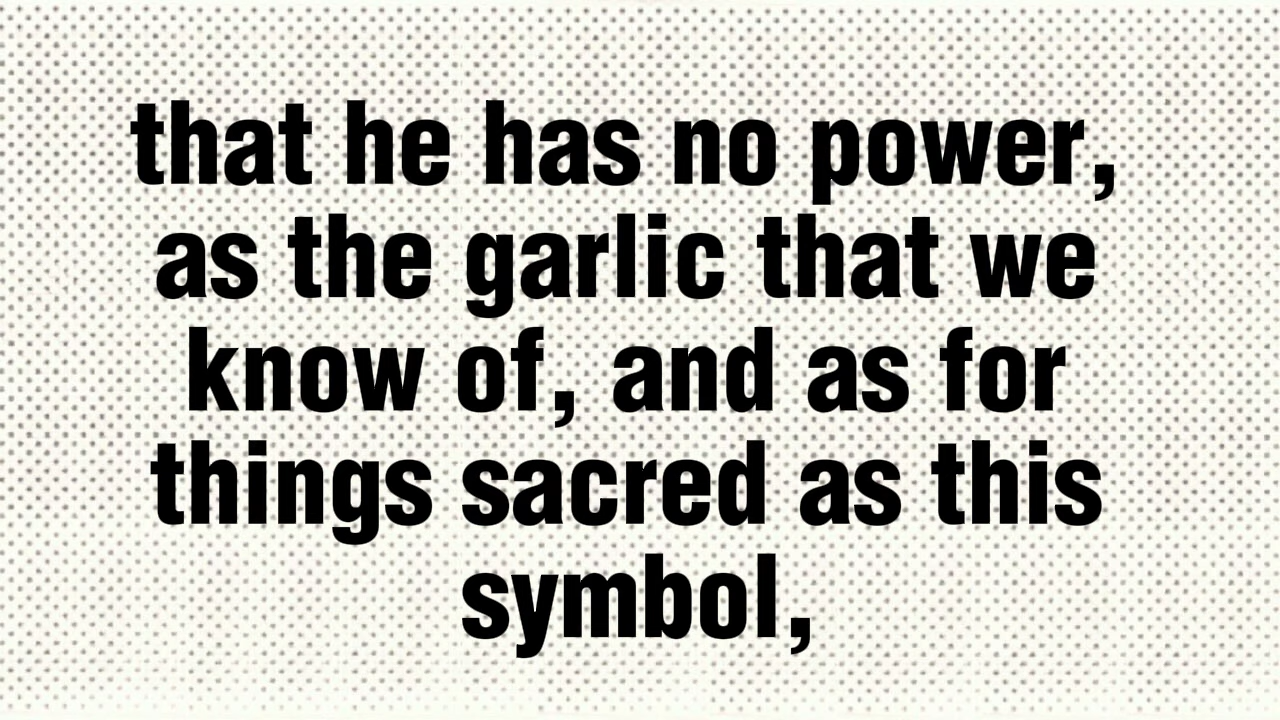 that he has no power,
as the garlic that we
know of, and as for
things sacred as this
symbol,